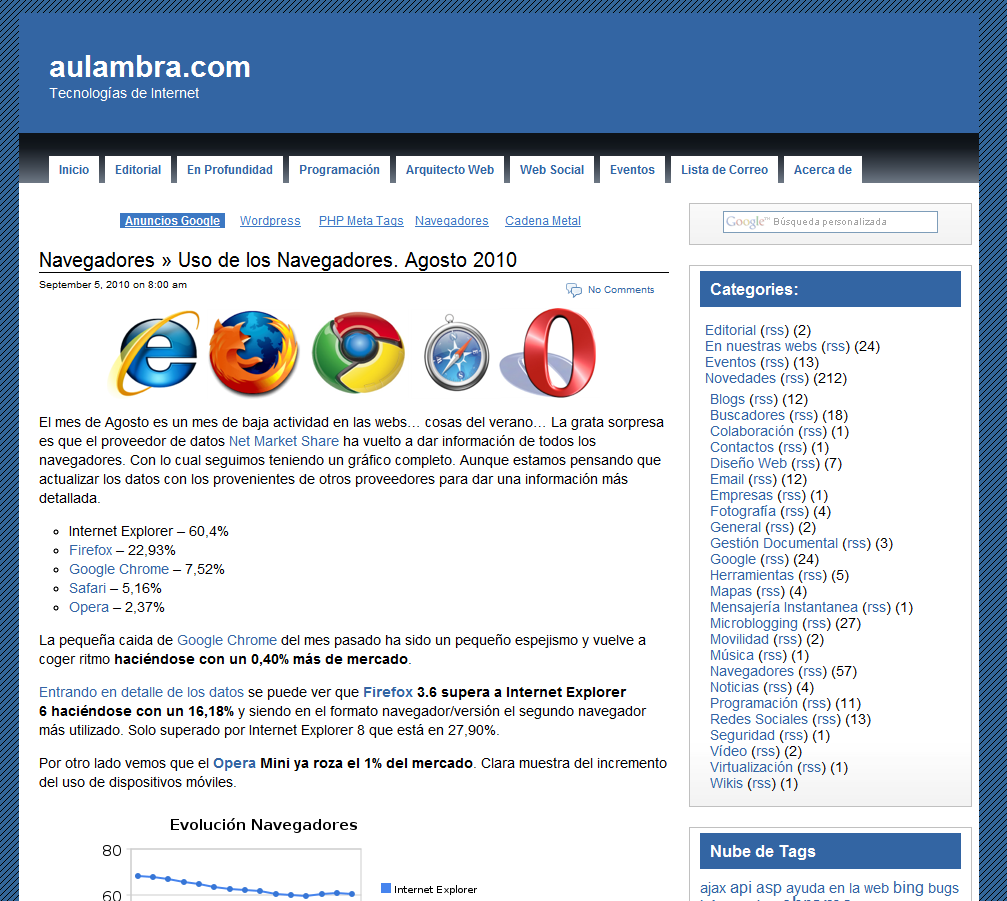 aulambra.com
Tecnologías de Internet
Inicio
Editorial
En Profundidad
Programación
Arquitecto Web
Web Social
Eventos
Lista de Correo
Acerca de
Anuncios Google
Wordpress
PHP Meta Tags
Navegadores
Cadena Metal
Navegadores » Uso de los Navegadores. Agosto 2010
September 5, 2010 on 8:00 am
No Comments
El mes de Agosto es un mes de baja actividad en las webs… cosas del verano… La grata sorpresa
es que el proveedor de datos Net Market Share ha vuelto a dar información de todos los
navegadores. Con lo cual seguimos teniendo un gráfico completo. Aunque estamos pensando que
actualizar los datos con los provenientes de otros proveedores para dar una información más
detallada.
Internet Explorer – 60,4%
Firefox – 22,93%
Google Chrome – 7,52%
Safari – 5,16%
Opera – 2,37%
La pequeña caida de Google Chrome del mes pasado ha sido un pequeño espejismo y vuelve a
coger ritmo haciéndose con un 0,40% más de mercado.
Entrando en detalle de los datos se puede ver que Firefox 3.6 supera a Internet Explorer
6 haciéndose con un 16,18% y siendo en el formato navegador/versión el segundo navegador
más utilizado. Solo superado por Internet Explorer 8 que está en 27,90%.
Por otro lado vemos que el Opera Mini ya roza el 1% del mercado. Clara muestra del incremento
del uso de dispositivos móviles.
Evolución Navegadores
80
60
Internet Explorer
Google™ Búsqueda personalizada
Categories:
Editorial (rss) (2)
En nuestras webs (rss) (24)
Eventos (rss) (13)
Novedades (rss) (212)
Blogs (rss) (12)
Buscadores (rss) (18)
Colaboración (rss) (1)
Contactos (rss) (1)
Diseño Web (rss) (7)
Email (rss) (12)
Empresas (rss) (1)
Fotografía (rss) (4)
General (rss) (2)
Gestión Documental (rss) (3)
Google (rss) (24)
Herramientas (rss) (5)
Mapas (rss) (4)
Mensajería Instantanea (rss) (1)
Microblogging (rss) (27)
Movilidad (rss) (2)
Música (rss) (1)
Navegadores (rss) (57)
Noticias (rss) (4)
Programación (rss) (11)
Redes Sociales (rss) (13)
Seguridad (rss) (1)
Vídeo (rss) (2)
Virtualización (rss) (1)
Wikis (rss) (1)
Nube de Tags
ajax api asp ayuda en la web bing bugs